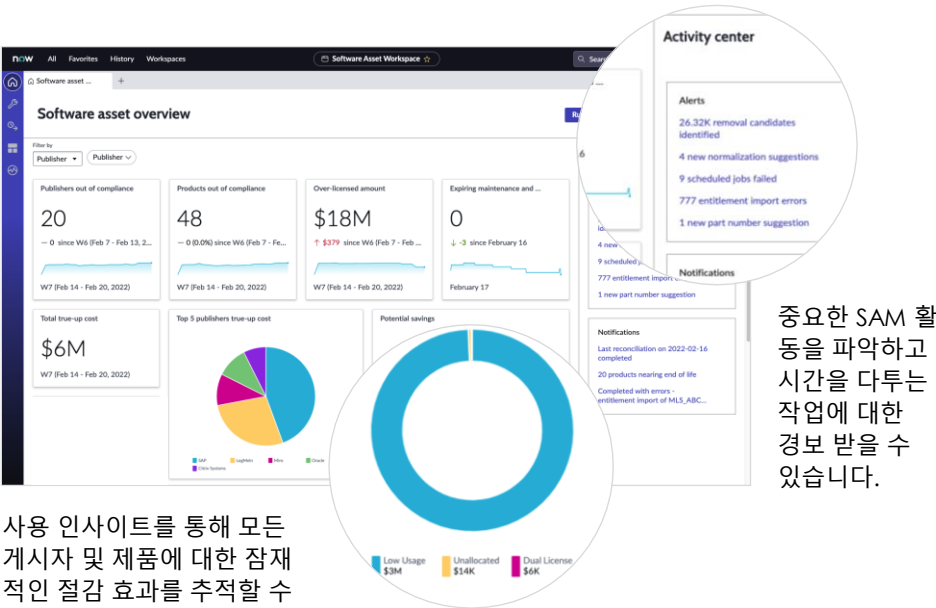 Activity center
now All Favorites History Workspaces Software Asset Workspace
Software asset ... +
Software asset overview
Filter by
Publisher Publisher
Alerts
26.32K removal candidates
identified
4 new normalization suggestions
9 scheduled jobs failed
777 entitlement import errors
1 new part number suggestion
Notifications
Publishers out of compliance
20
— 0 since W6 (Feb 7 - Feb 13, 2...
W7 (Feb 14 - Feb 20, 2022)
Products out of compliance
48
— 0 (0.0%) since W6 (Feb 7 - Fe...
W7 (Feb 14 - Feb 20, 2022)
Over-licensed amount
$18M
↑ $379 since W6 (Feb 7 - Feb ...
W7 (Feb 14 - Feb 20, 2022)
Expiring maintenance and ...
0
↓ -3 since February 16
February 17
4 new
9 scheduled
777 entitlement import
1 new part number suggestion
Notifications
Last reconciliation on 2022-02-16
completed
20 products nearing end of life
Completed with errors -
entitlement import of MLS_ABC...
Total true-up cost
$6M
W7 (Feb 14 - Feb 20, 2022)
Top 5 publishers true-up cost
SAP LogMeIn Miro Oracle
Citrix Systems
Potential savings
Low Usage
$3M
Unallocated
$14K
Dual License
$6K
중요한 SAM 활
동을 파악하고
시간을 다투는
작업에 대한
경보 받을 수
있습니다.
사용 인사이트를 통해 모든
게시자 및 제품에 대한 잠재
적인 절감 효과를 추적할 수